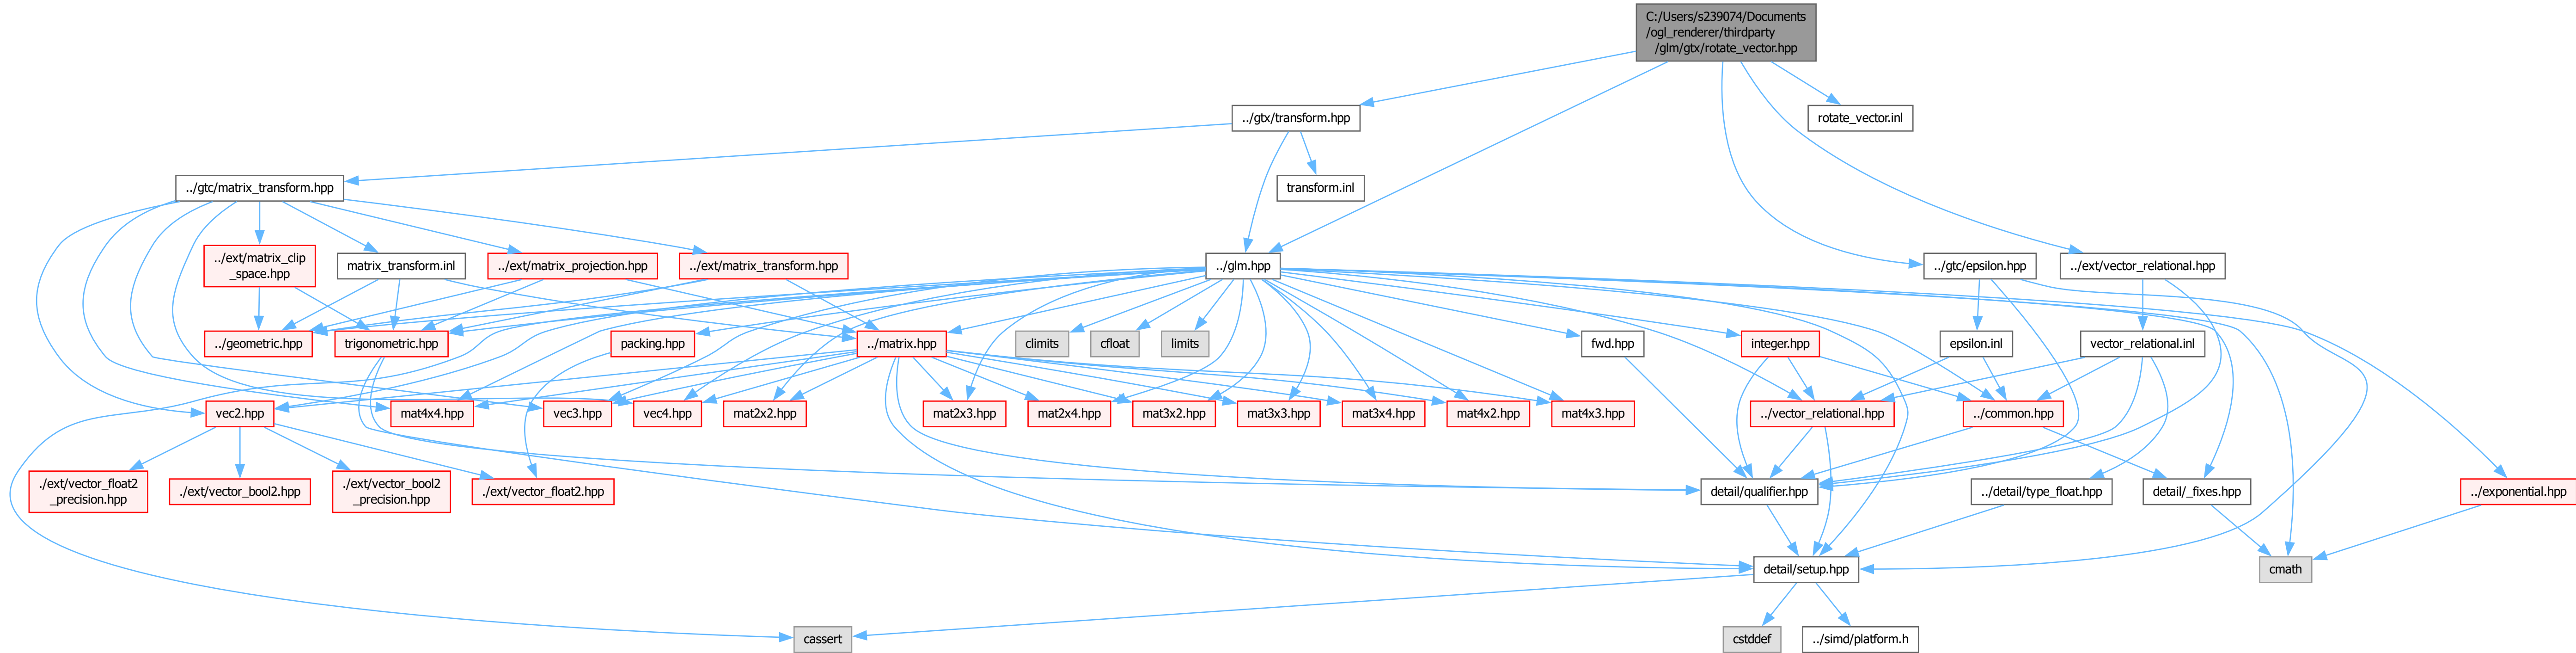 C:/Users/s239074/Documents
/ogl_renderer/thirdparty
/glm/gtx/rotate_vector.hpp
../gtx/transform.hpp
rotate_vector.inl
../gtc/matrix_transform.hpp
transform.inl
../ext/matrix_clip
_space.hpp
matrix_transform.inl
../ext/matrix_projection.hpp
../ext/matrix_transform.hpp
../glm.hpp
../gtc/epsilon.hpp
../ext/vector_relational.hpp
../geometric.hpp
trigonometric.hpp
packing.hpp
../matrix.hpp
climits
cfloat
limits
fwd.hpp
integer.hpp
epsilon.inl
vector_relational.inl
vec2.hpp
mat4x4.hpp
vec3.hpp
vec4.hpp
mat2x2.hpp
mat2x3.hpp
mat2x4.hpp
mat3x2.hpp
mat3x3.hpp
mat3x4.hpp
mat4x2.hpp
mat4x3.hpp
../vector_relational.hpp
../common.hpp
./ext/vector_float2
_precision.hpp
./ext/vector_bool2.hpp
./ext/vector_bool2
_precision.hpp
./ext/vector_float2.hpp
detail/qualifier.hpp
../detail/type_float.hpp
detail/_fixes.hpp
../exponential.hpp
detail/setup.hpp
cmath
cassert
cstddef
../simd/platform.h